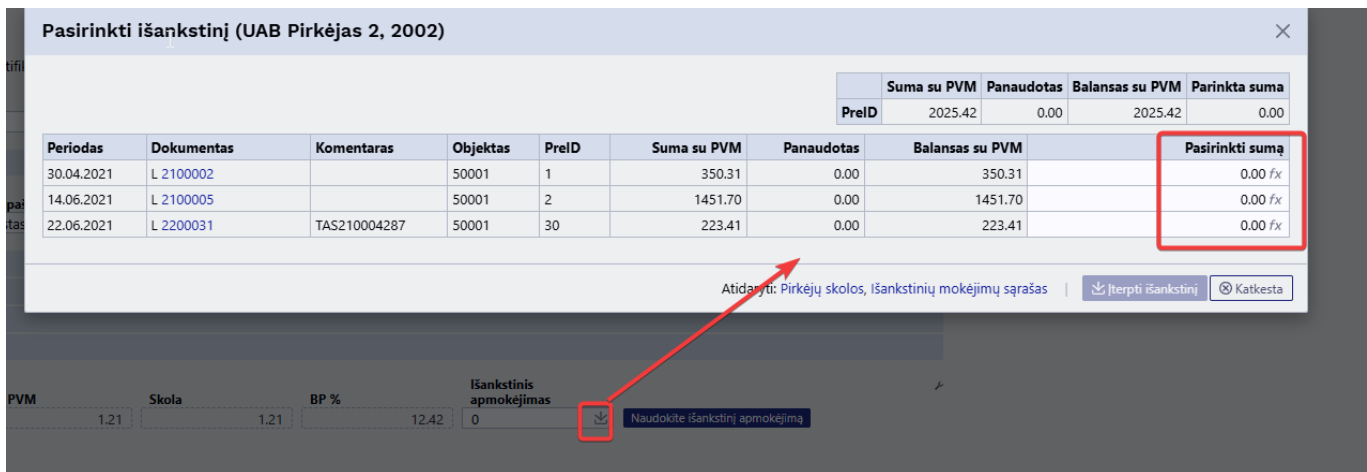 Pasirinkti išankstinį (UAB Pirkėjas 2, 2002)
Suma su PVM Panaudotas Balansas su PVM Parinkta suma
PreID 2025.42 0.00 2025.42 0.00
Periodas Dokumentas Komentaras Objektas PreID Suma su PVM Panaudotas Balansas su PVM Pasirinkti sumą
30.04.2021 L 2100002 50001 1 350.31 0.00 350.31 0.00 fx
14.06.2021 L 2100005 50001 2 1451.70 0.00 1451.70 0.00 fx
22.06.2021 L 2200031 TAS210004287 50001 30 223.41 0.00 223.41 0.00 fx
Atidaryti: Pirkėjų skolos, Išankstinių mokėjimų sąrašas | Įterpti išankstinį Katkesta
PVM Skola BP % Išankstinis apmokėjimas
1.21 1.21 12.42 0 Naudokite išankstinį apmokėjimą